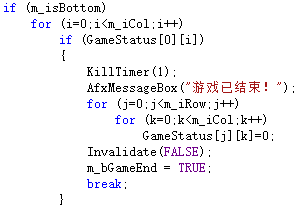 if (m_isBottom)
    for (i=0;i<m_iCol;i++)
        if (GameStatus[0][i])
        {
            KillTimer(1);
            AfxMessageBox("游戏已结束！");
            for (j=0;j<m_iRow;j++)
                for (k=0;k<m_iCol;k++)
                    GameStatus[j][k]=0;
            Invalidate(FALSE);
            m_bGameEnd = TRUE;
            break;
        }